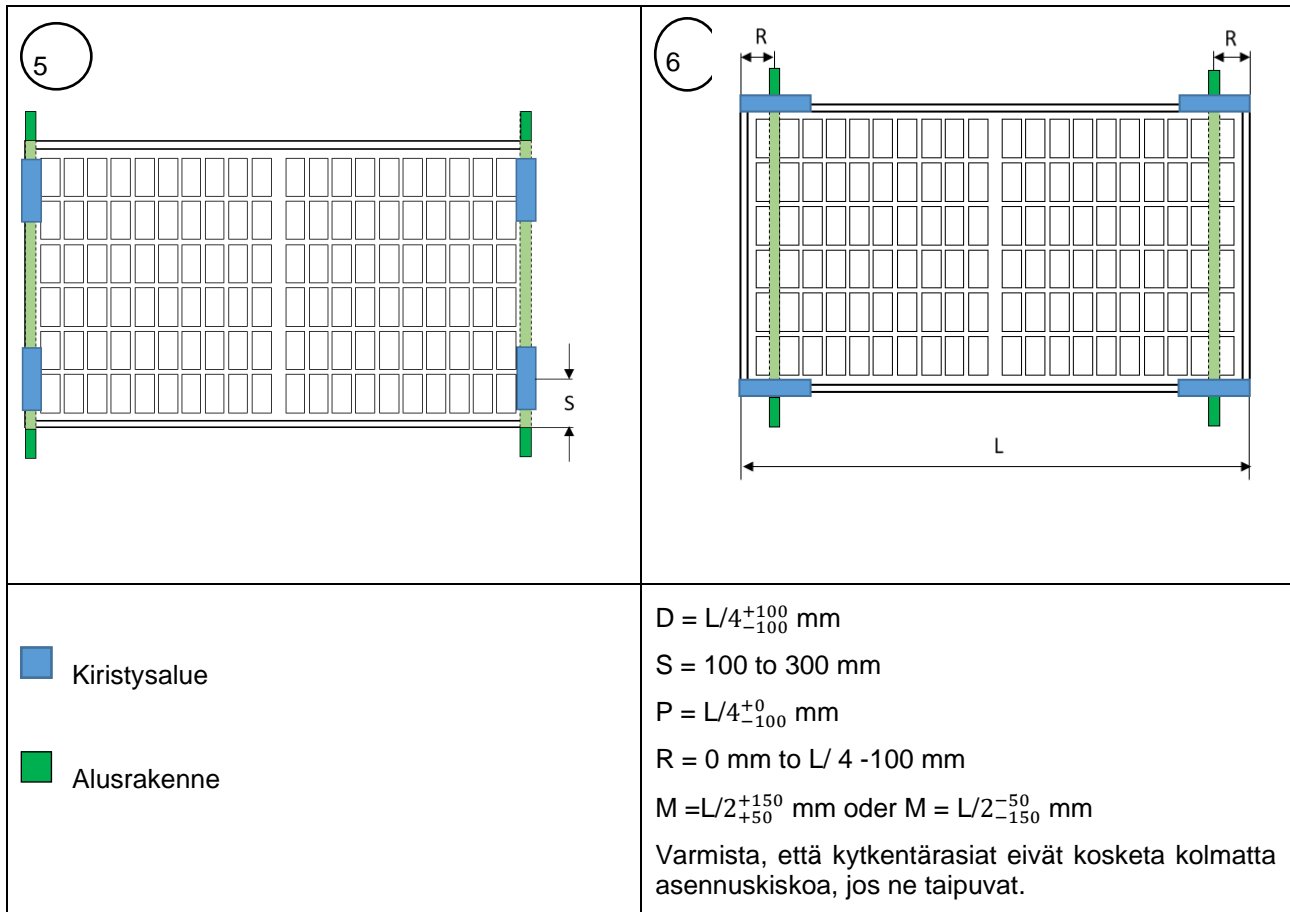 5
S
6
R
R
L
Kiristysalue
Alusrakenne
D = L/4⁺¹⁰⁰₋₁₀₀ mm
S = 100 to 300 mm
P = L/4⁺⁰₋₁₀₀ mm
R = 0 mm to L/ 4 -100 mm
M =L/2⁺¹⁵⁰₊₅₀ mm oder M = L/2⁻⁵⁰₋₁₅₀ mm
Varmista, että kytkentärasiat eivät kosketa kolmatta
asennuskiskoa, jos ne taipuvat.